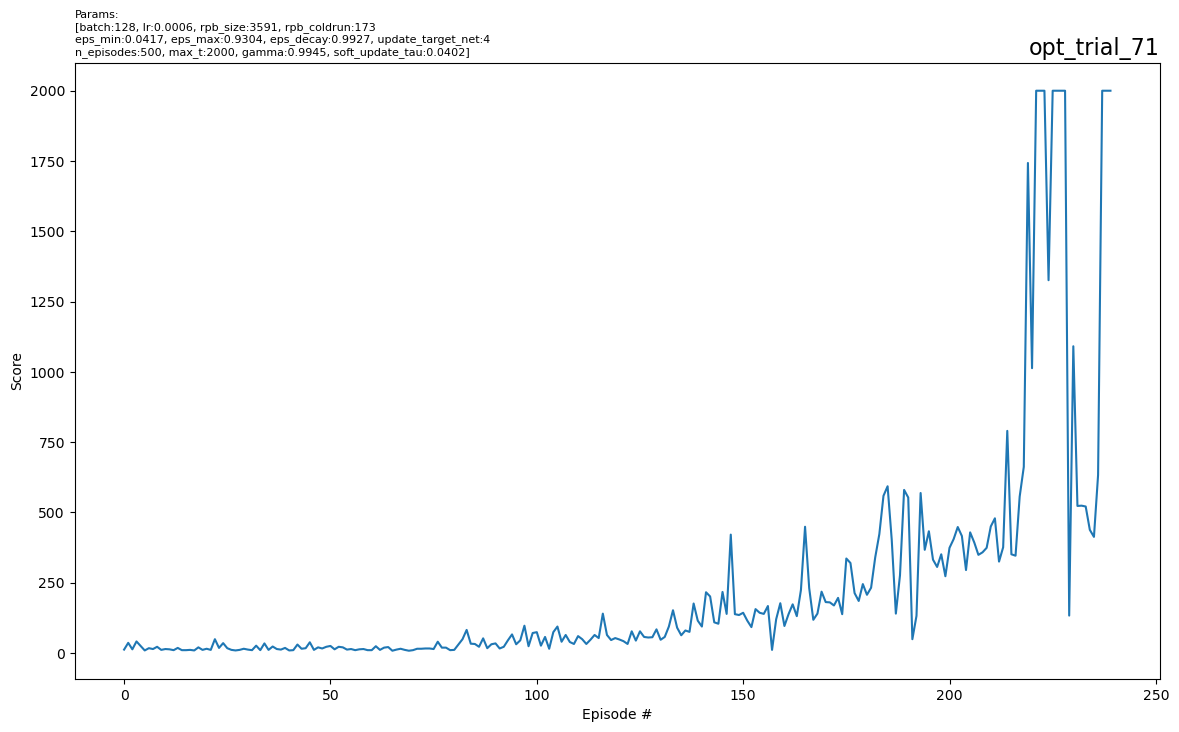 Params:
[batch:128, lr:0.0006, rpb_size:3591, rpb_coldrun:173
eps_min:0.0417, eps_max:0.9304, eps_decay:0.9927, update_target_net:4
n_episodes:500, max_t:2000, gamma:0.9945, soft_update_tau:0.0402]
opt_trial_71
2000
1750
1500
1250
1000
750
500
250
0
Score
0
50
100
150
200
250
Episode #